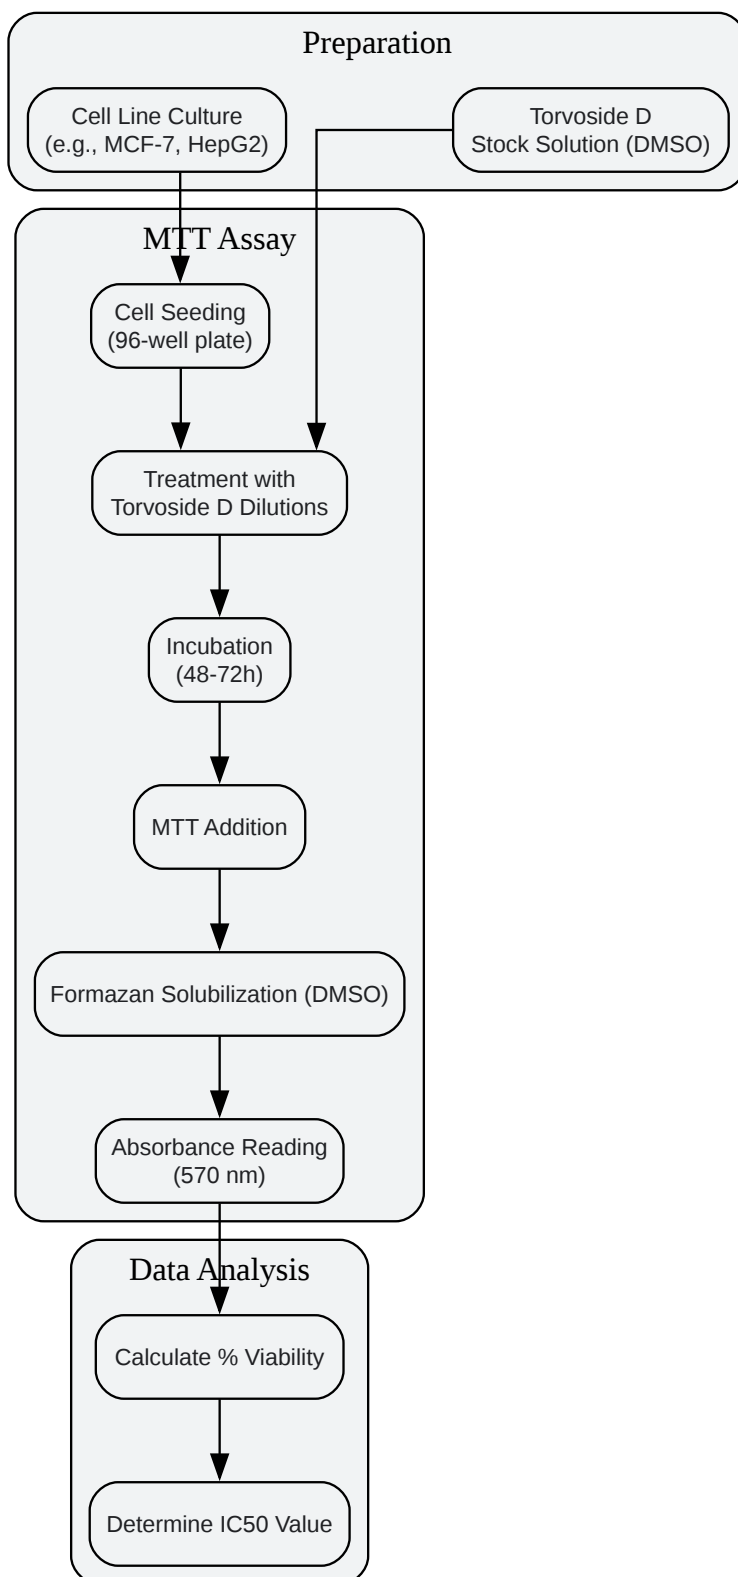 Preparation
Cell Line Culture
(e.g., MCF-7, HepG2)
Torvoside D
Stock Solution (DMSO)
MTT Assay
Cell Seeding
(96-well plate)
Treatment with
Torvoside D Dilutions
Incubation
(48-72h)
MTT Addition
Formazan Solubilization (DMSO)
Absorbance Reading
(570 nm)
Data Analysis
Calculate % Viability
Determine IC50 Value